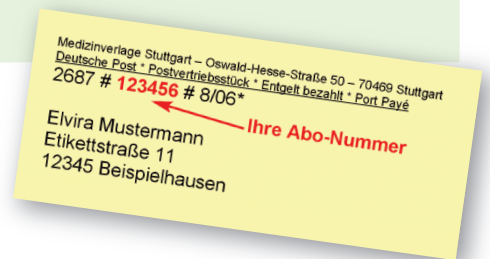 Medizinverlage Stuttgart – Oswald-Hesse-Straße 50 – 70469 Stuttgart
Deutsche Post * Postvertriebsstück * Entgelt bezahlt * Port Payé
2687 # 123456 # 8/06*
Ihre Abo-Nummer
Elvira Mustermann
Etikettstraße 11
12345 Beispielhausen